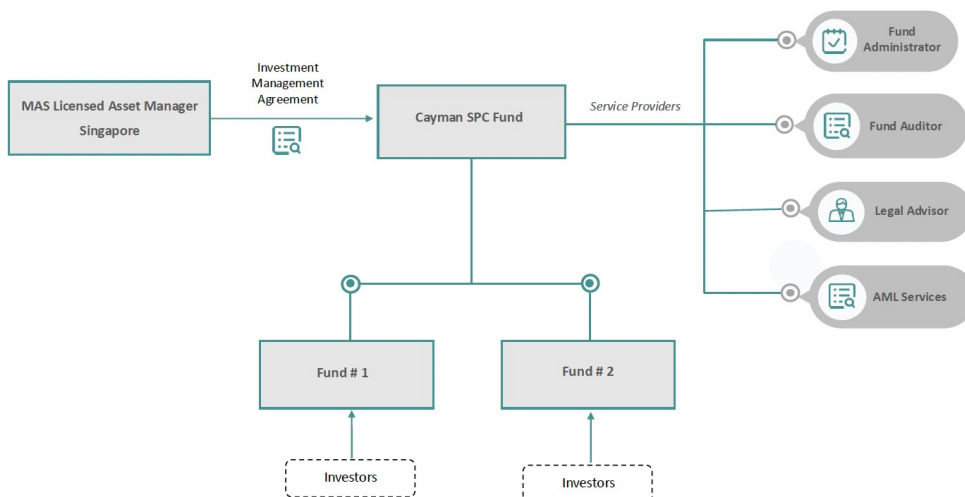 MAS Licensed Asset Manager
Singapore
Investment
Management
Agreement
Cayman SPC Fund
Service Providers
Fund
Administrator
Fund Auditor
Legal Advisor
AML Services
Fund # 1
Fund # 2
Investors
Investors